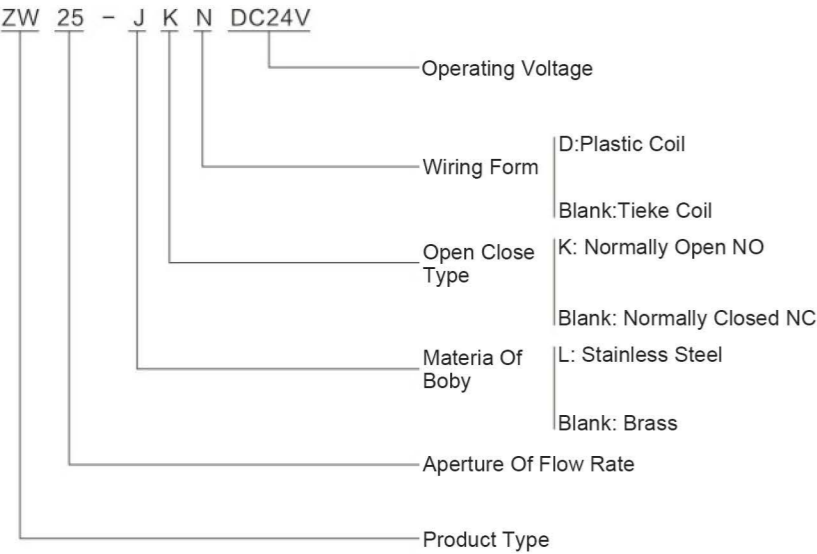 ZW 25 - J K N DC24V
Operating Voltage
D:Plastic Coil
Wiring Form
Blank:Tieke Coil
Open Close
Type
K: Normally Open NO
Blank: Normally Closed NC
Materia Of
Boby
L: Stainless Steel
Blank: Brass
Aperture Of Flow Rate
Product Type